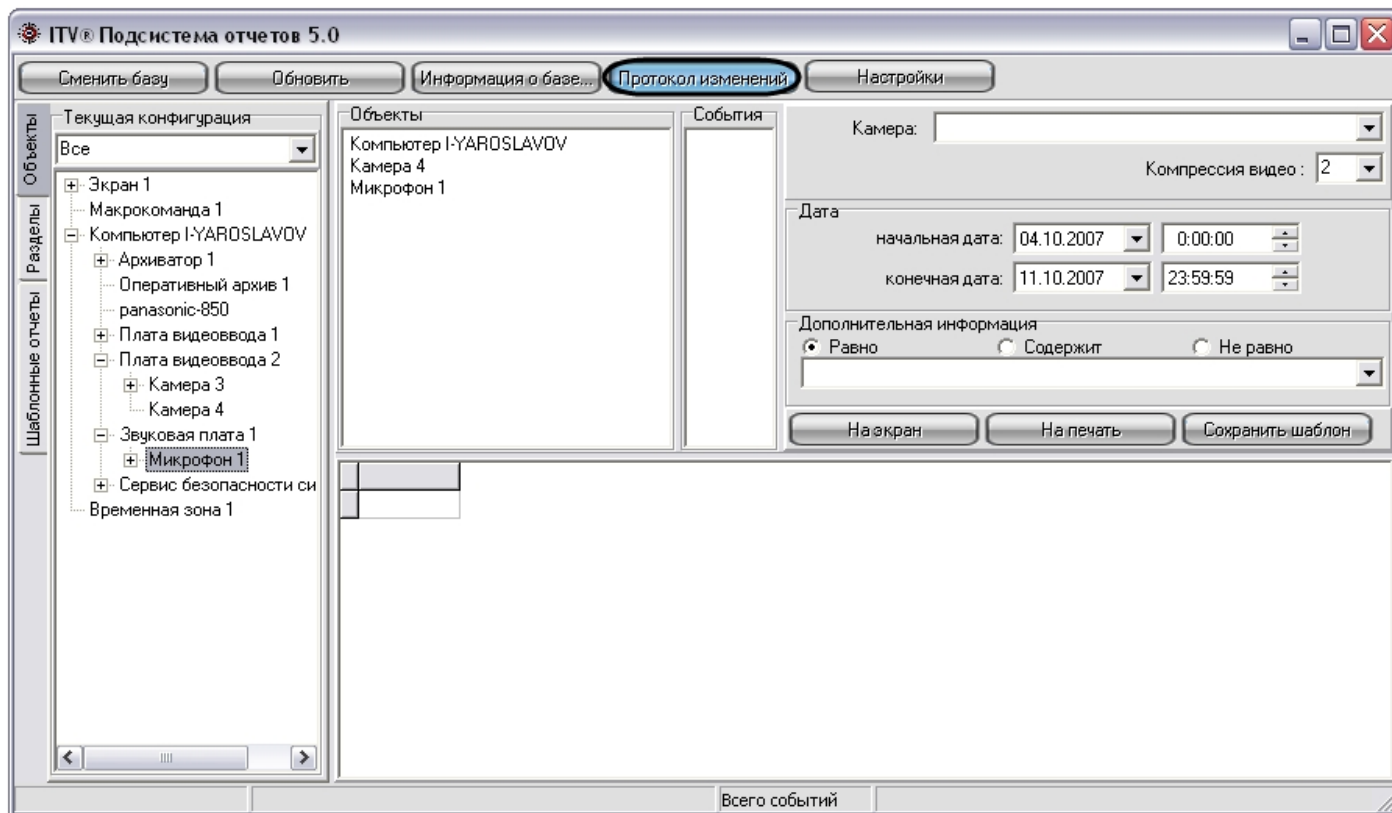 ITV® Подсистема отчетов 5.0
Сменить базу
Обновить
Информация о базе...
Протокол изменений
Настройки
Объекты
Разделы
Шаблонные отчеты
Текущая конфигурация
Все
Экран 1
Макрокоманда 1
Компьютер I-YAROSLAVOV
Архиватор 1
Оперативный архив 1
panasonic-850
Плата видеоввода 1
Плата видеоввода 2
Камера 3
Камера 4
Звуковая плата 1
Микрофон 1
Сервис безопасности си
Временная зона 1
Объекты
Компьютер I-YAROSLAVOV
Камера 4
Микрофон 1
События
Камера:
Компрессия видео : 2
Дата
начальная дата: 04.10.2007 0:00:00
конечная дата: 11.10.2007 23:59:59
Дополнительная информация
Равно Содержит Не равно
На экран
На печать
Сохранить шаблон
Всего событий